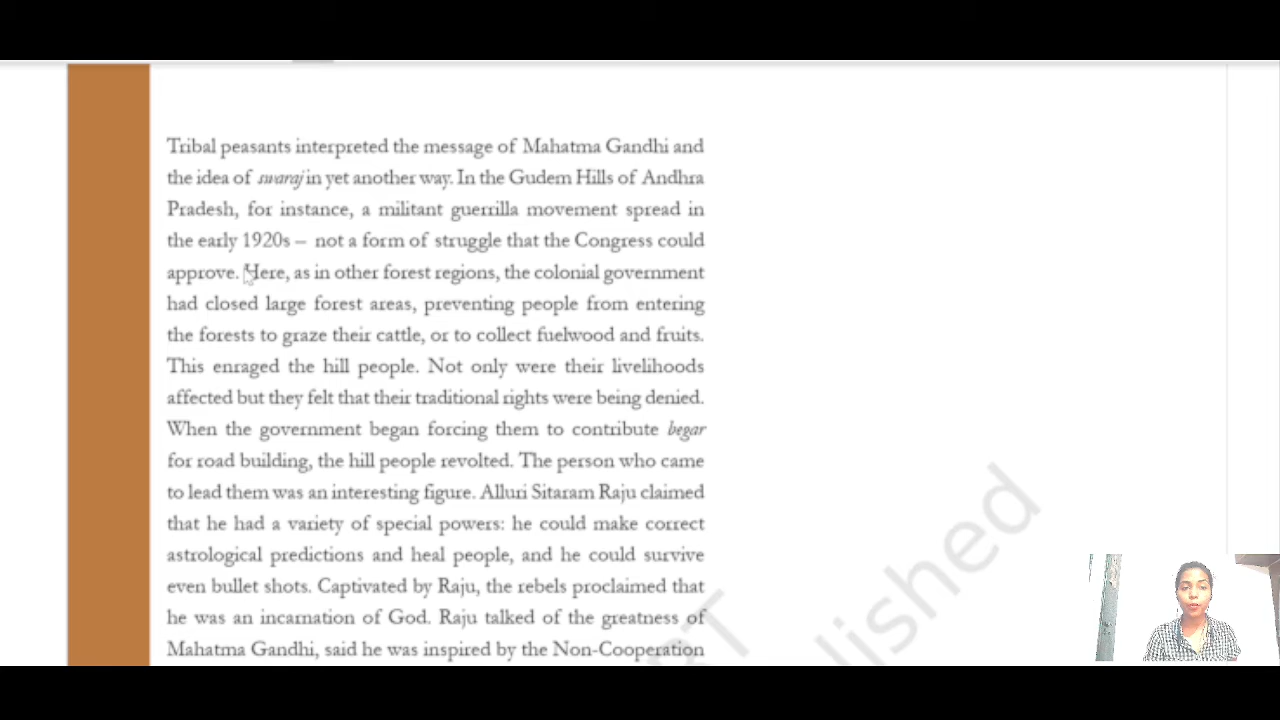 Tribal peasants interpreted the message of Mahatma Gandhi and
the idea of swaraj in yet another way. In the Gudem Hills of Andhra
Pradesh, for instance, a militant guerrilla movement spread in
the early 1920s – not a form of struggle that the Congress could
approve. Here, as in other forest regions, the colonial government
had closed large forest areas, preventing people from entering
the forests to graze their cattle, or to collect fuelwood and fruits.
This enraged the hill people. Not only were their livelihoods
affected but they felt that their traditional rights were being denied.
When the government began forcing them to contribute begar
for road building, the hill people revolted. The person who came
to lead them was an interesting figure. Alluri Sitaram Raju claimed
that he had a variety of special powers: he could make correct
astrological predictions and heal people, and he could survive
even bullet shots. Captivated by Raju, the rebels proclaimed that
he was an incarnation of God. Raju talked of the greatness of
Mahatma Gandhi, said he was inspired by the Non-Cooperation